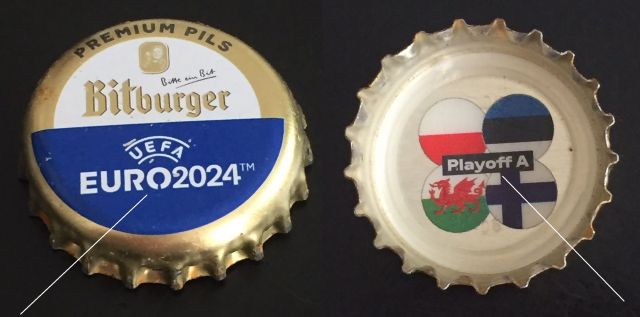 PREMIUM PILS
Bitte ein Bit
Bitburger
UEFA
EURO2024™
Playoff A